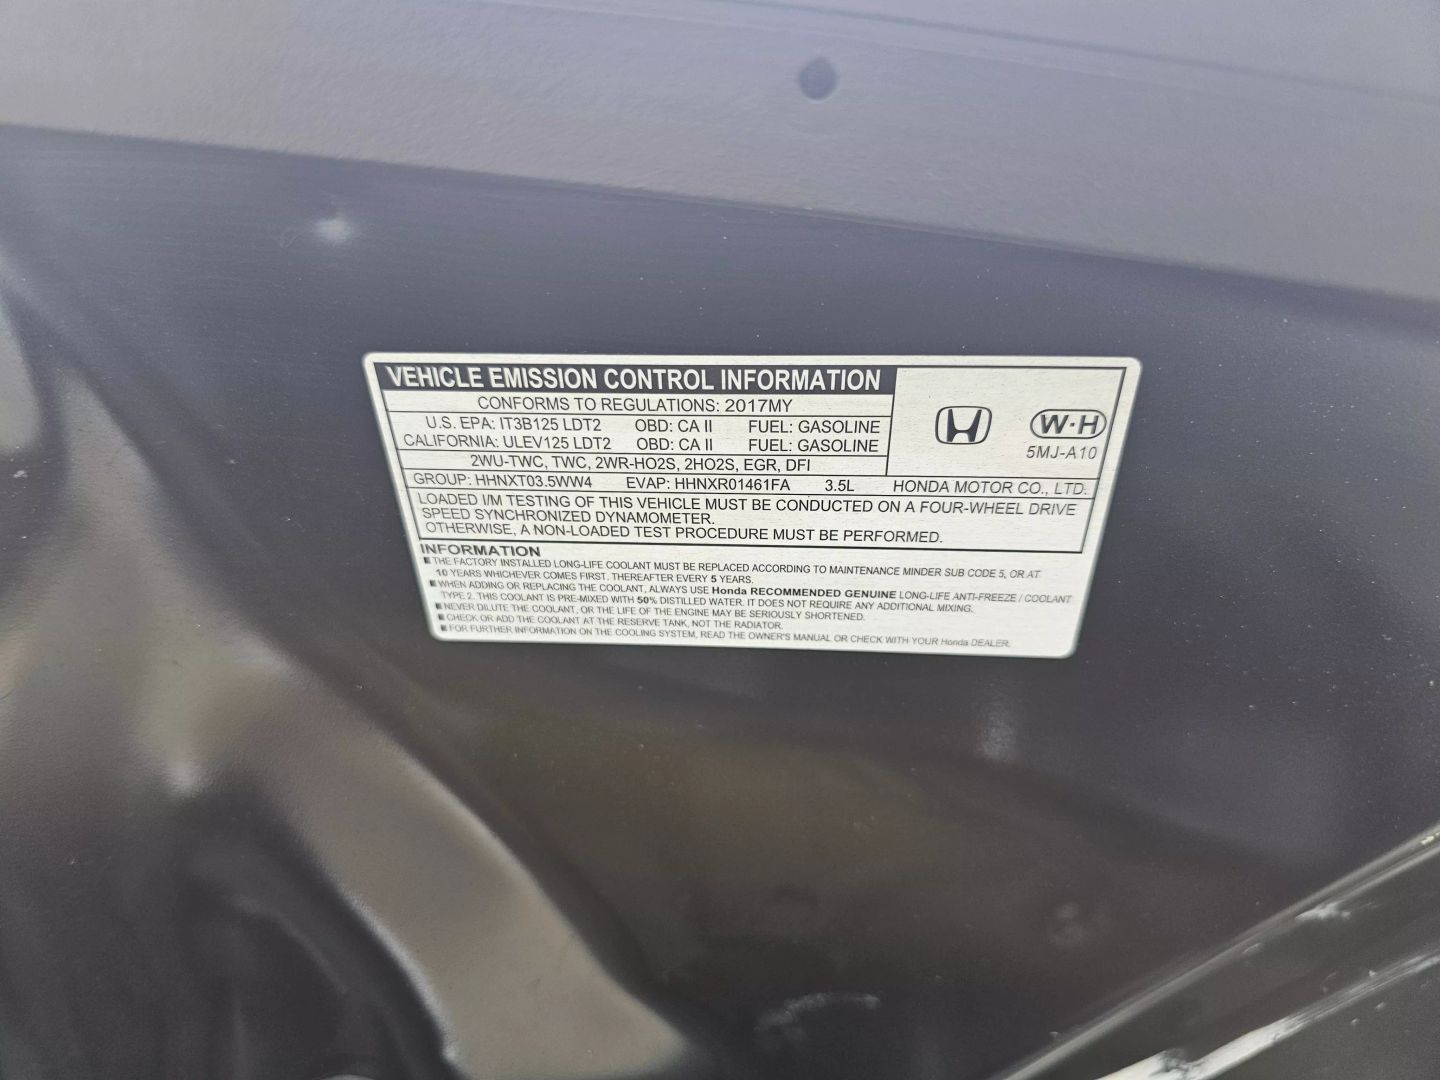 VEHICLE EMISSION CONTROL INFORMATION
CONFORMS TO REGULATIONS: 2017MY
U.S. EPA: IT3B125 LDT2 OBD: CA II FUEL: GASOLINE
CALIFORNIA: ULEV125 LDT2 OBD: CA II FUEL: GASOLINE
2WU-TWC, TWC, 2WR-HO2S, 2HO2S, EGR, DFI
W·H
5MJ-A10
GROUP: HHNXT03.5WW4 EVAP: HHNXR01461FA 3.5L HONDA MOTOR CO., LTD.
LOADED I/M TESTING OF THIS VEHICLE MUST BE CONDUCTED ON A FOUR-WHEEL DRIVE
SPEED SYNCHRONIZED DYNAMOMETER.
OTHERWISE, A NON-LOADED TEST PROCEDURE MUST BE PERFORMED.
INFORMATION
■ THE FACTORY INSTALLED LONG-LIFE COOLANT MUST BE REPLACED ACCORDING TO MAINTENANCE MINDER SUB CODE 5, OR AT
10 YEARS WHICHEVER COMES FIRST. THEREAFTER EVERY 5 YEARS.
■ WHEN ADDING OR REPLACING THE COOLANT, ALWAYS USE Honda RECOMMENDED GENUINE LONG-LIFE ANTI-FREEZE / COOLANT
TYPE 2. THIS COOLANT IS PRE-MIXED WITH 50% DISTILLED WATER. IT DOES NOT REQUIRE ANY ADDITIONAL MIXING.
■ NEVER DILUTE THE COOLANT, OR THE LIFE OF THE ENGINE MAY BE SERIOUSLY SHORTENED.
■ CHECK OR ADD THE COOLANT AT THE RESERVE TANK, NOT THE RADIATOR.
■ FOR FURTHER INFORMATION ON THE COOLING SYSTEM, READ THE OWNER'S MANUAL OR CHECK WITH YOUR Honda DEALER.